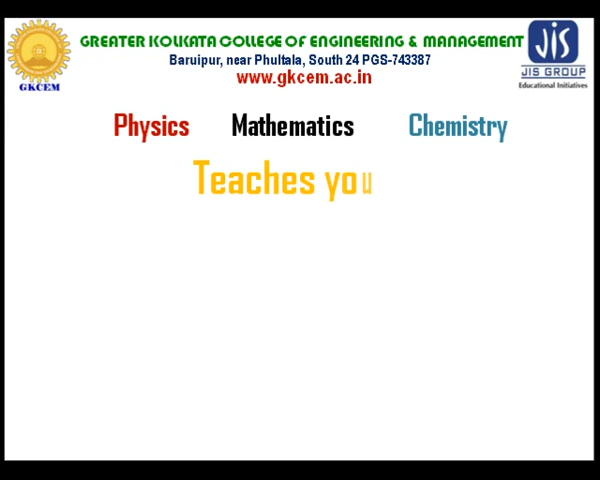 GREATER KOLKATA COLLEGE OF ENGINEERING & MANAGEMENT
Baruipur, near Phultala, South 24 PGS-743387
www.gkcem.ac.in
GKCEM
JIS
JIS GROUP
Educational Initiatives
Physics Mathematics Chemistry
Teaches you